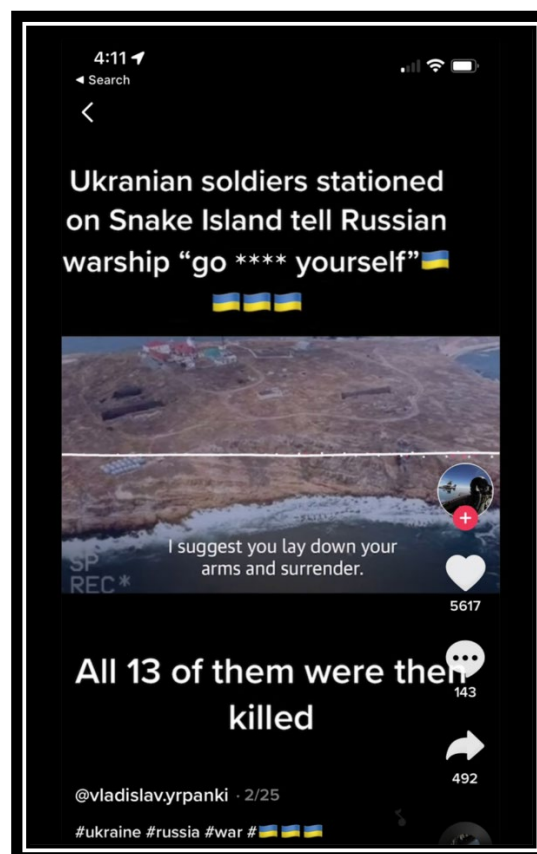 4:11
◄ Search
Ukranian soldiers stationed
on Snake Island tell Russian
warship “go **** yourself”🇺🇦
🇺🇦🇺🇦🇺🇦
I suggest you lay down your
arms and surrender.
SP
REC*
5617
All 13 of them were then
killed
143
492
@vladislav.yrpanki · 2/25
#ukraine #russia #war #🇺🇦🇺🇦🇺🇦